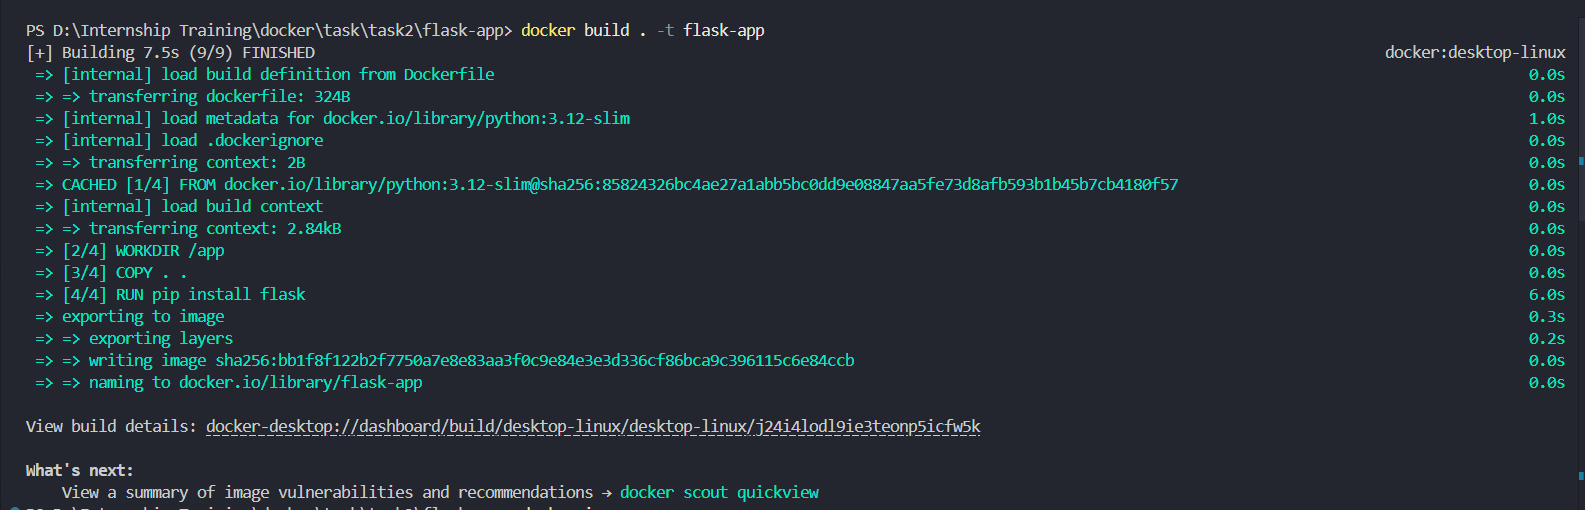 PS D:\Internship Training\docker\task\task2\flask-app> docker build . -t flask-app
[+] Building 7.5s (9/9) FINISHED docker:desktop-linux
=> [internal] load build definition from Dockerfile 0.0s
=> => transferring dockerfile: 324B 0.0s
=> [internal] load metadata for docker.io/library/python:3.12-slim 1.0s
=> [internal] load .dockerignore 0.0s
=> => transferring context: 2B 0.0s
=> CACHED [1/4] FROM docker.io/library/python:3.12-slim@sha256:85824326bc4ae27a1abb5bc0dd9e08847aa5fe73d8afb593b1b45b7cb4180f57 0.0s
=> [internal] load build context 0.0s
=> => transferring context: 2.84kB 0.0s
=> [2/4] WORKDIR /app 0.0s
=> [3/4] COPY . . 0.0s
=> [4/4] RUN pip install flask 6.0s
=> exporting to image 0.3s
=> => exporting layers 0.2s
=> => writing image sha256:bb1f8f122b2f7750a7e8e83aa3f0c9e84e3e3d336cf86bca9c396115c6e84ccb 0.0s
=> => naming to docker.io/library/flask-app 0.0s
View build details: docker-desktop://dashboard/build/desktop-linux/desktop-linux/j24i4lodl9ie3teonp5icfw5k
What's next:
View a summary of image vulnerabilities and recommendations → docker scout quickview